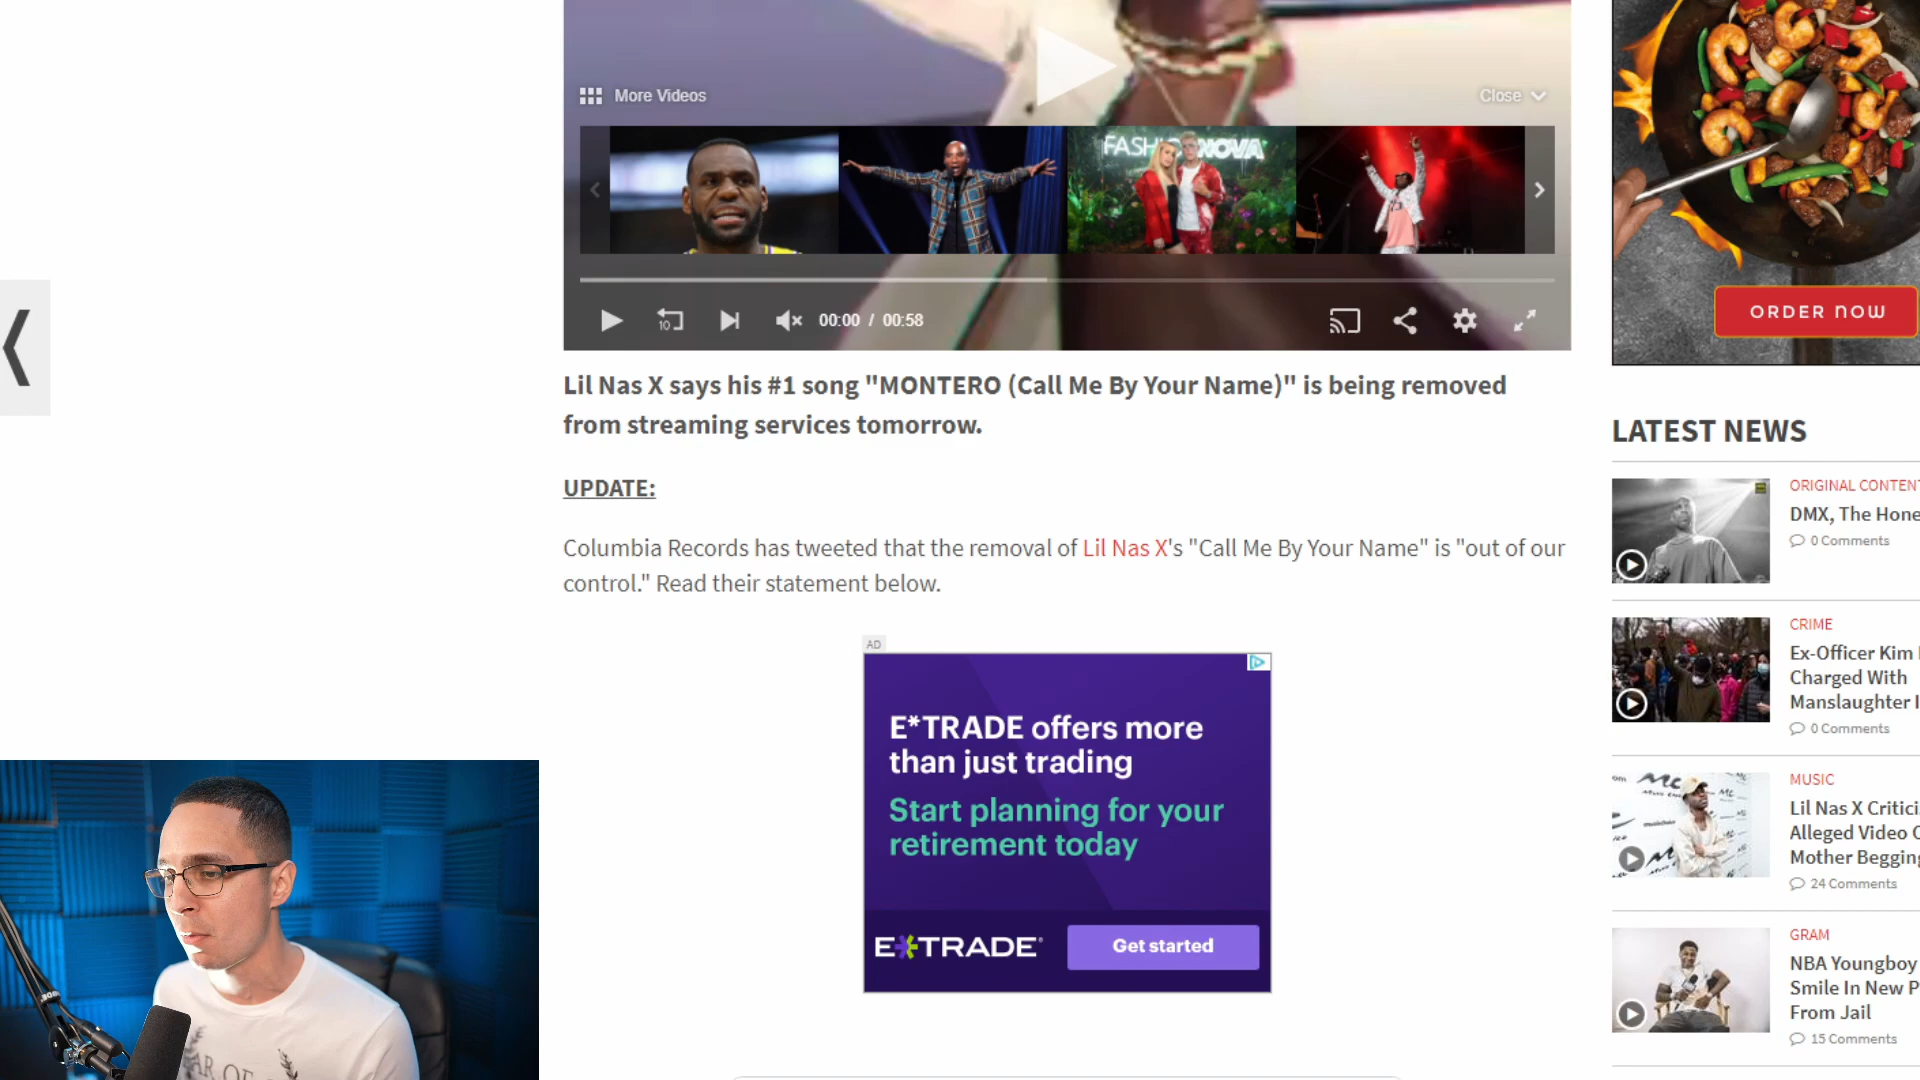 More Videos
Close
FASHION NOVA
00:00 / 00:58
ORDER NOW
Lil Nas X says his #1 song "MONTERO (Call Me By Your Name)" is being removed
from streaming services tomorrow.
UPDATE:
Columbia Records has tweeted that the removal of Lil Nas X's "Call Me By Your Name" is "out of our
control." Read their statement below.
AD
E*TRADE offers more
than just trading
Start planning for your
retirement today
E*TRADE
Get started
LATEST NEWS
ORIGINAL CONTENT
DMX, The
0 Comments
CRIME
Ex-Officer Kim
Charged With
Manslaughter
0 Comments
MUSIC
Lil Nas X
Alleged Video
Mother
24 Comments
GRAM
NBA Youngboy
Smile In New
From Jail
15 Comments
OF